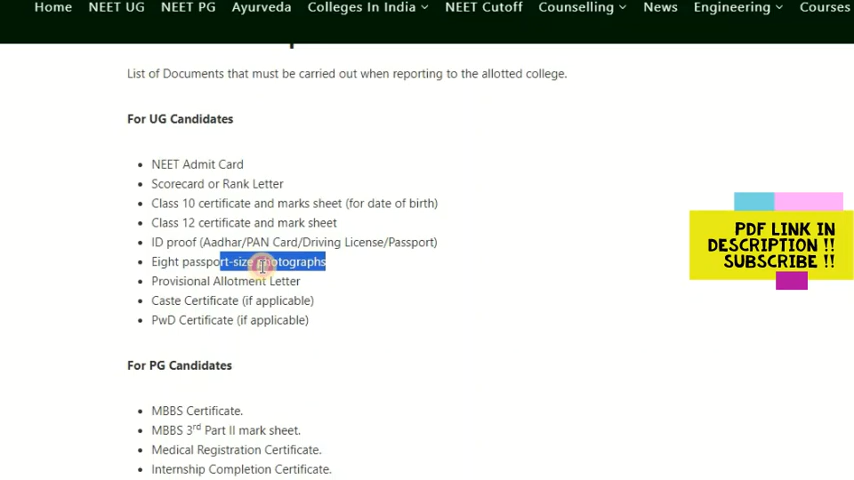 Home NEET UG NEET PG Ayurveda Colleges In India NEET Cutoff Counselling News Engineering Courses
List of Documents that must be carried out when reporting to the allotted college.
For UG Candidates
• NEET Admit Card
• Scorecard or Rank Letter
• Class 10 certificate and marks sheet (for date of birth)
• Class 12 certificate and mark sheet
• ID proof (Aadhar/PAN Card/Driving License/Passport)
• Eight passport-size photographs
• Provisional Allotment Letter
• Caste Certificate (if applicable)
• PwD Certificate (if applicable)
For PG Candidates
• MBBS Certificate.
• MBBS 3rd Part II mark sheet.
• Medical Registration Certificate.
• Internship Completion Certificate.
PDF LINK IN
DESCRIPTION !!
SUBSCRIBE !!